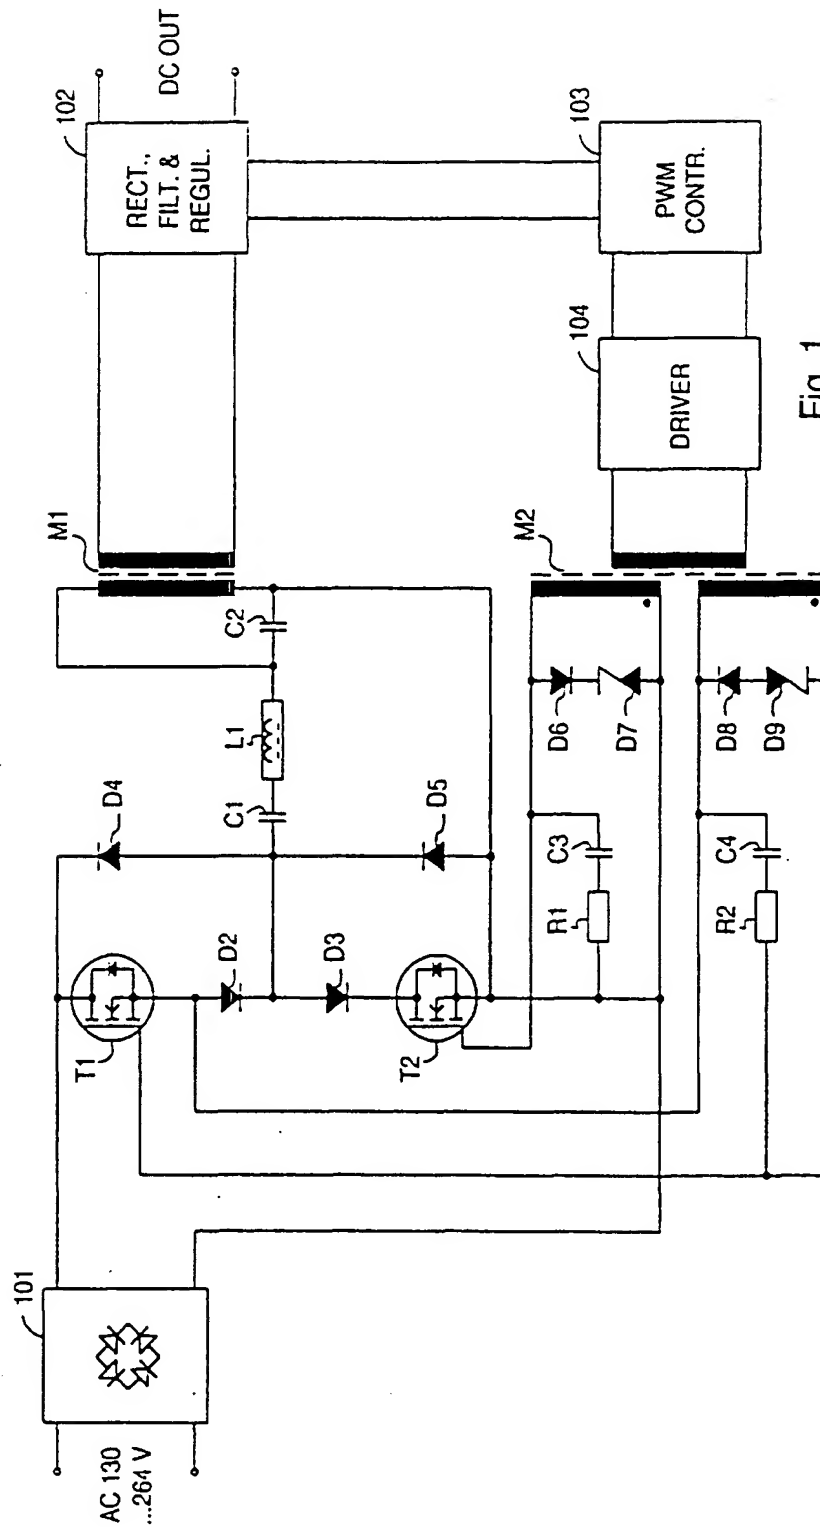 101
AC 130
...264 V
T1
D2
D3
T2
D4
D5
C1
L1
C2
M1
102
RECT.,
FILT. &
REGUL.
DC OUT
R1
C3
D6
D7
M2
R2
C4
D8
D9
104
DRIVER
103
PWM
CONTR.
Fig. 1